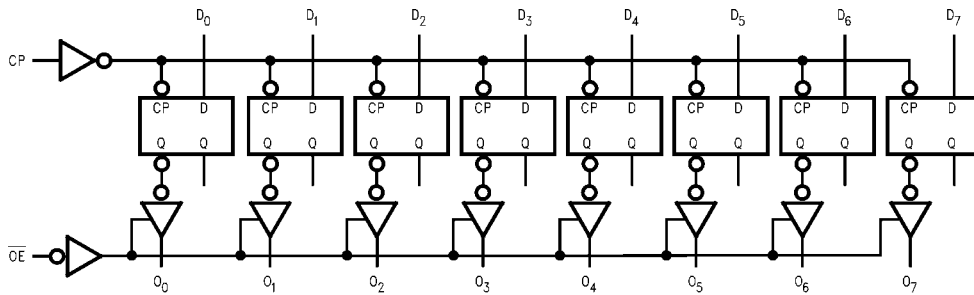 D₀ D₁ D₂ D₃ D₄ D₅ D₆ D₇
CP
CP D CP D CP D CP D CP D CP D CP D CP D
Q Q Q Q Q Q Q Q Q Q Q Q Q Q Q Q
O̅E̅
O₀ O₁ O₂ O₃ O₄ O₅ O₆ O₇